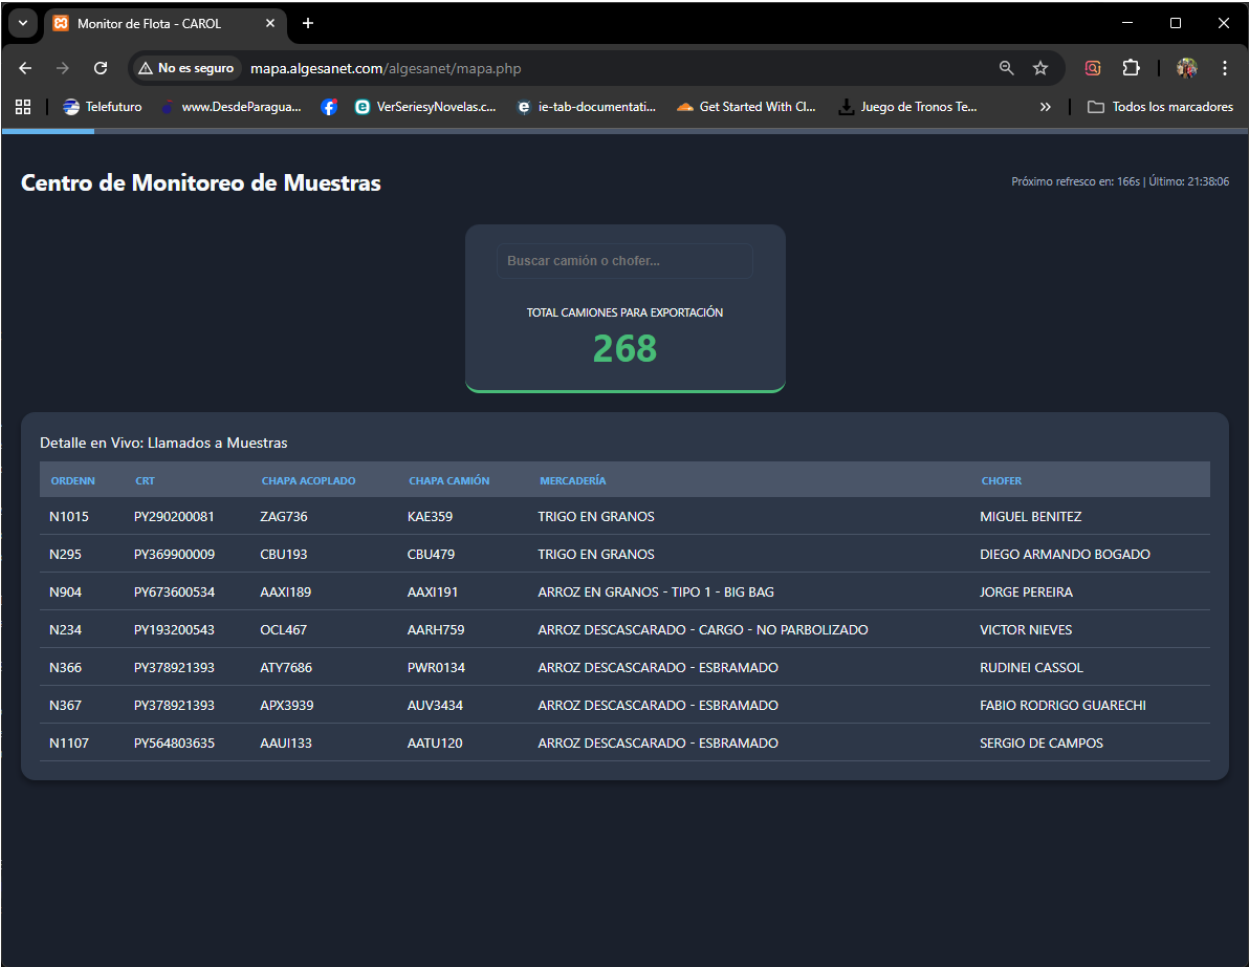 Monitor de Flota - CAROL
No es seguro mapa.algesanet.com/algesanet/mapa.php
Telefuturo www.DesdeParagua... VerSeriesyNovelas.c... ie-tab-documentati... Get Started With Cl... Juego de Tronos Te... » Todos los marcadores
Centro de Monitoreo de Muestras
Próximo refresco en: 166s | Último: 21:38:06
Buscar camión o chofer...
TOTAL CAMIONES PARA EXPORTACIÓN
268
Detalle en Vivo: Llamados a Muestras
ORDENN CRT CHAPA ACOPLADO CHAPA CAMIÓN MERCADERÍA CHOFER
N1015 PY290200081 ZAG736 KAE359 TRIGO EN GRANOS MIGUEL BENITEZ
N295 PY369900009 CBU193 CBU479 TRIGO EN GRANOS DIEGO ARMANDO BOGADO
N904 PY673600534 AAXI189 AAXI191 ARROZ EN GRANOS - TIPO 1 - BIG BAG JORGE PEREIRA
N234 PY193200543 OCL467 AARH759 ARROZ DESCASCARADO - CARGO - NO PARBOLIZADO VICTOR NIEVES
N366 PY378921393 ATY7686 PWR0134 ARROZ DESCASCARADO - ESBRAMADO RUDINEI CASSOL
N367 PY378921393 APX3939 AUV3434 ARROZ DESCASCARADO - ESBRAMADO FABIO RODRIGO GUARECHI
N1107 PY564803635 AAUI133 AATU120 ARROZ DESCASCARADO - ESBRAMADO SERGIO DE CAMPOS